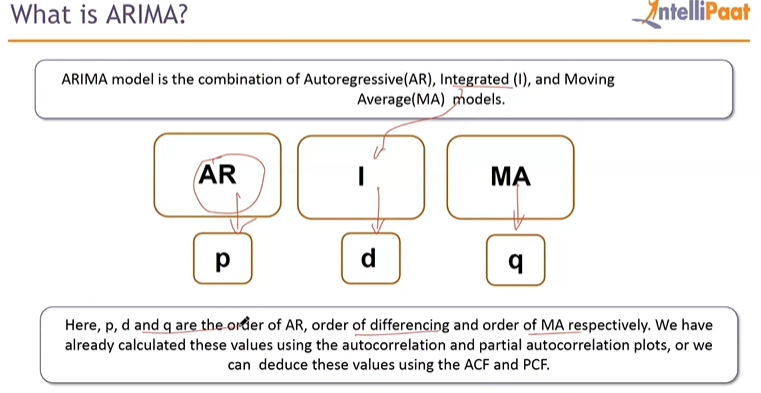 What is ARIMA?
IntelliPaat
ARIMA model is the combination of Autoregressive(AR), Integrated (I), and Moving
Average(MA) models.
AR
I
MA
p
d
q
Here, p, d and q are the order of AR, order of differencing and order of MA respectively. We have
already calculated these values using the autocorrelation and partial autocorrelation plots, or we
can deduce these values using the ACF and PCF.